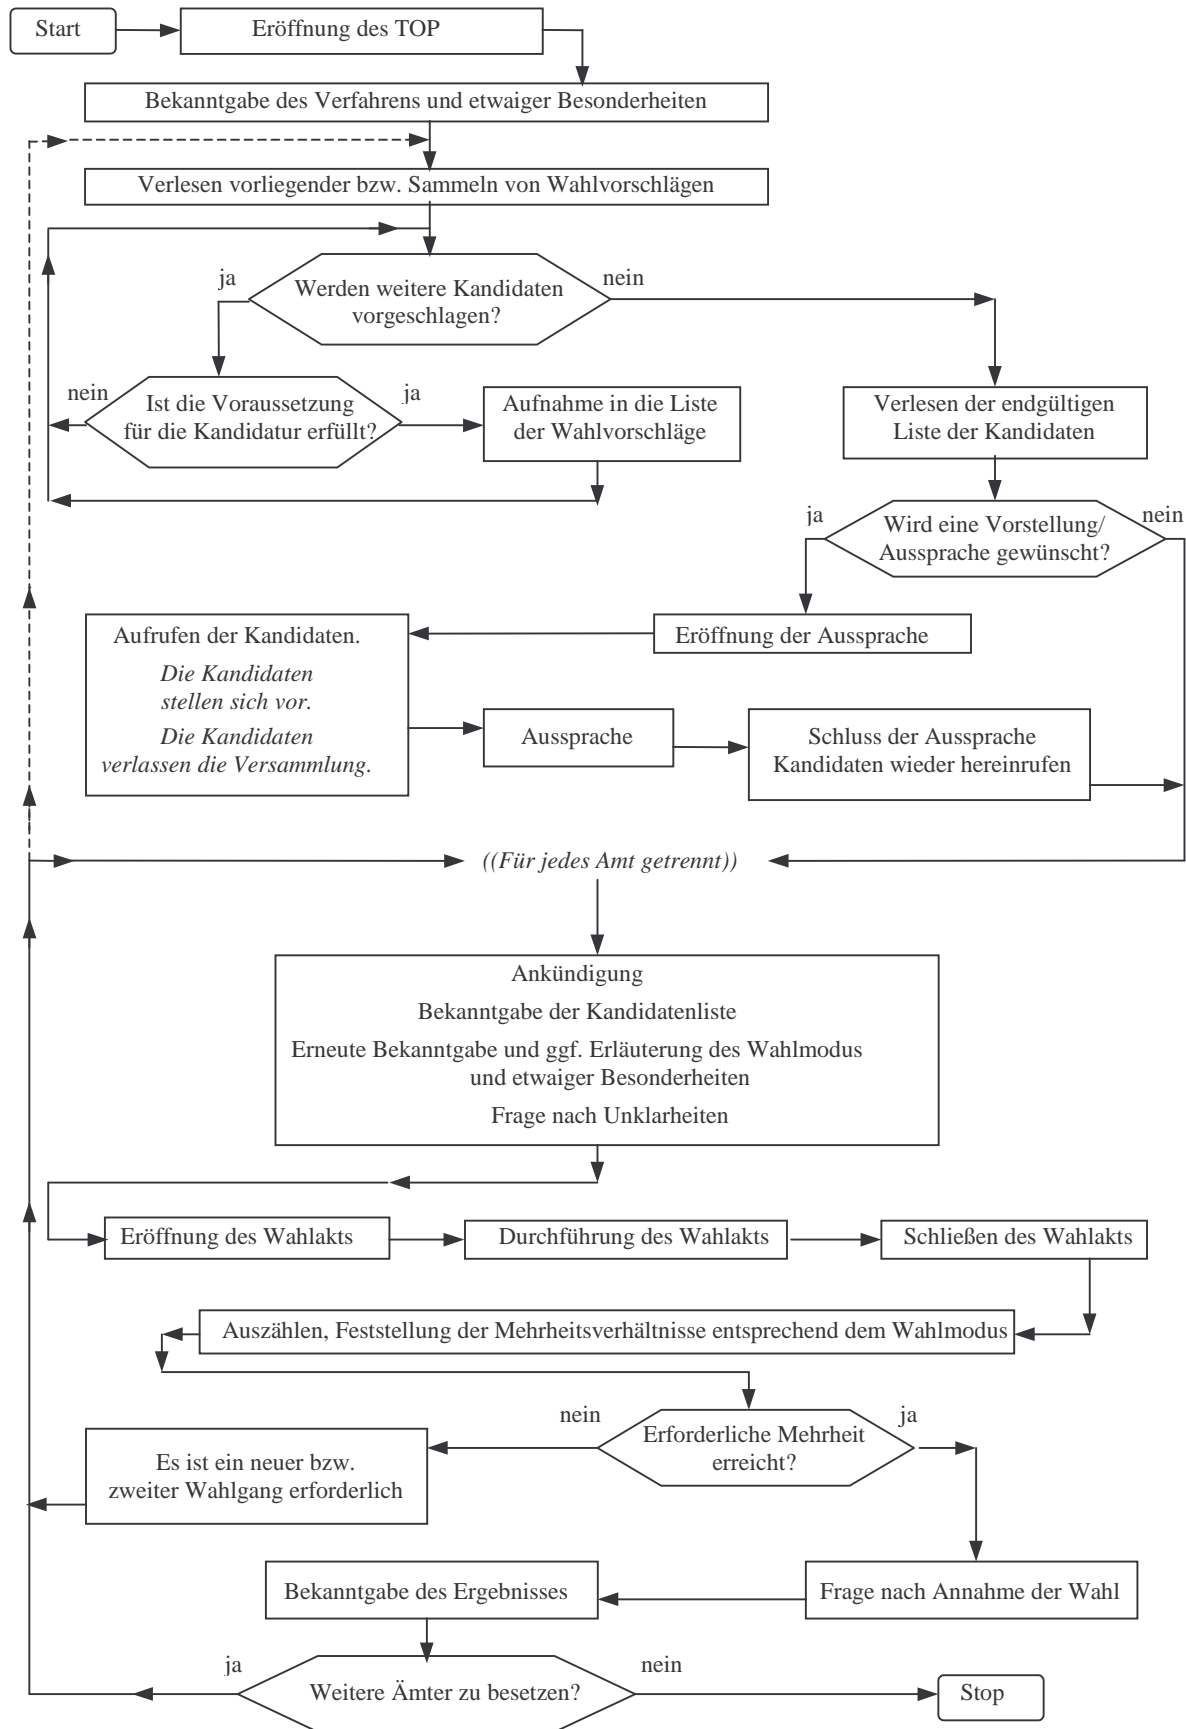 Start
Eröffnung des TOP
Bekanntgabe des Verfahrens und etwaiger Besonderheiten
Verlesen vorliegender bzw. Sammeln von Wahlvorschlägen
ja
nein
Werden weitere Kandidaten
vorgeschlagen?
nein
ja
Ist die Voraussetzung
für die Kandidatur erfüllt?
Aufnahme in die Liste
der Wahlvorschläge
Verlesen der endgültigen
Liste der Kandidaten
ja
nein
Wird eine Vorstellung/
Aussprache gewünscht?
Eröffnung der Aussprache
Aufrufen der Kandidaten.
Die Kandidaten
stellen sich vor.
Die Kandidaten
verlassen die Versammlung.
Aussprache
Schluss der Aussprache
Kandidaten wieder hereinrufen
((Für jedes Amt getrennt))
Ankündigung
Bekanntgabe der Kandidatenliste
Erneute Bekanntgabe und ggf. Erläuterung des Wahlmodus
und etwaiger Besonderheiten
Frage nach Unklarheiten
Eröffnung des Wahlakts
Durchführung des Wahlakts
Schließen des Wahlakts
Auszählen, Feststellung der Mehrheitsverhältnisse entsprechend dem Wahlmodus
nein
ja
Erforderliche Mehrheit
erreicht?
Es ist ein neuer bzw.
zweiter Wahlgang erforderlich
Bekanntgabe des Ergebnisses
Frage nach Annahme der Wahl
ja
nein
Weitere Ämter zu besetzen?
Stop